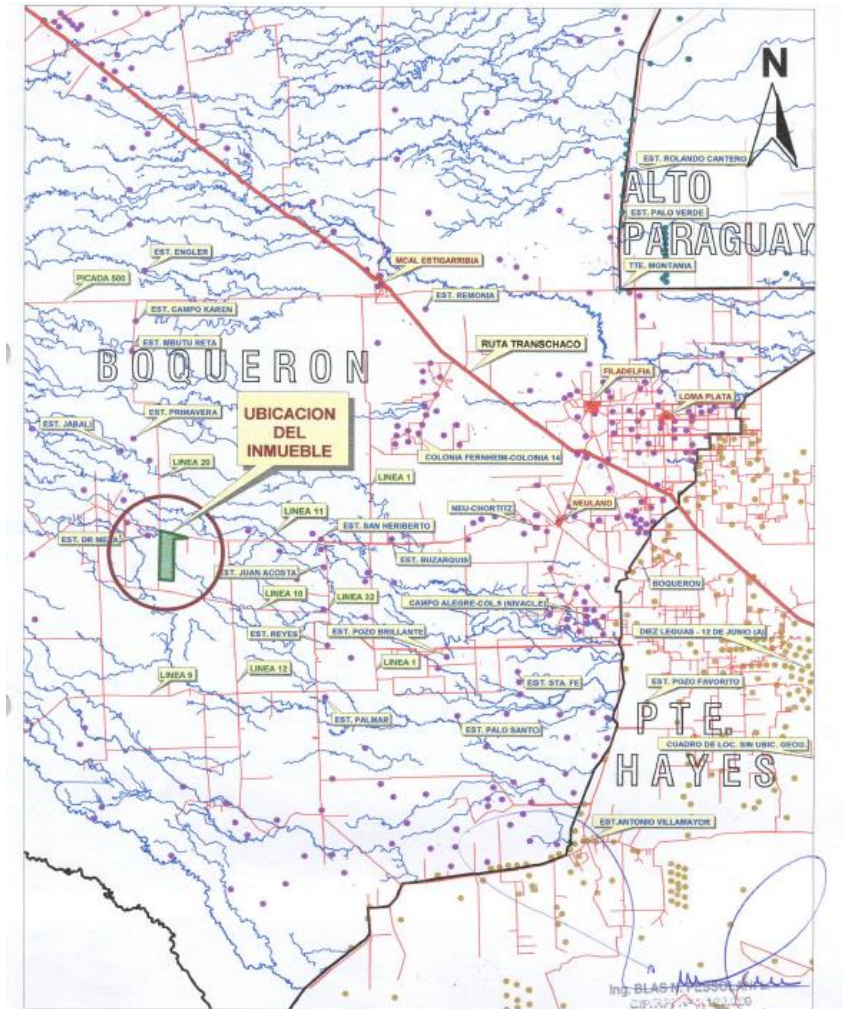 N
EST. ROLANDO CANTERO
ALTO
EST. PALO VERDE
PARAGUAY
EST. ENGLER
MCAL ESTIGARRIBIA
TTE. MONTANIA
PICADA 500
EST. REMONIA
EST. CAMPO KAREN
EST. MBUTU RETA
RUTA TRANSCHACO
BOQUERON
FILADELFIA
LOMA PLATA
EST. PRIMAVERA
UBICACION
DEL
INMUEBLE
EST. JABALI
COLONIA FERNHEIM-COLONIA 14
LINEA 20
LINEA 1
LINEA 11
NEU-CHORTITZ
NEULAND
EST. SAN HERIBERTO
EST. DR MEZA
EST. BUZARQUIS
EST. JUAN ACOSTA
BOQUERON
LINEA 10
LINEA 32
CAMPO ALEGRE-COL.9 (NIVACLE)
EST. REYES
EST. POZO BRILLANTE
DIEZ LEGUAS - 12 DE JUNIO (A)
LINEA 9
LINEA 12
LINEA 1
EST. STA. FE
EST. POZO FAVORITO
EST. PALMAR
EST. PALO SANTO
PTE.
CUADRO DE LOC. SIN UBIC. GEOG.
HAYES
EST.ANTONIO VILLAMAYOR
Ing. BLAS N.